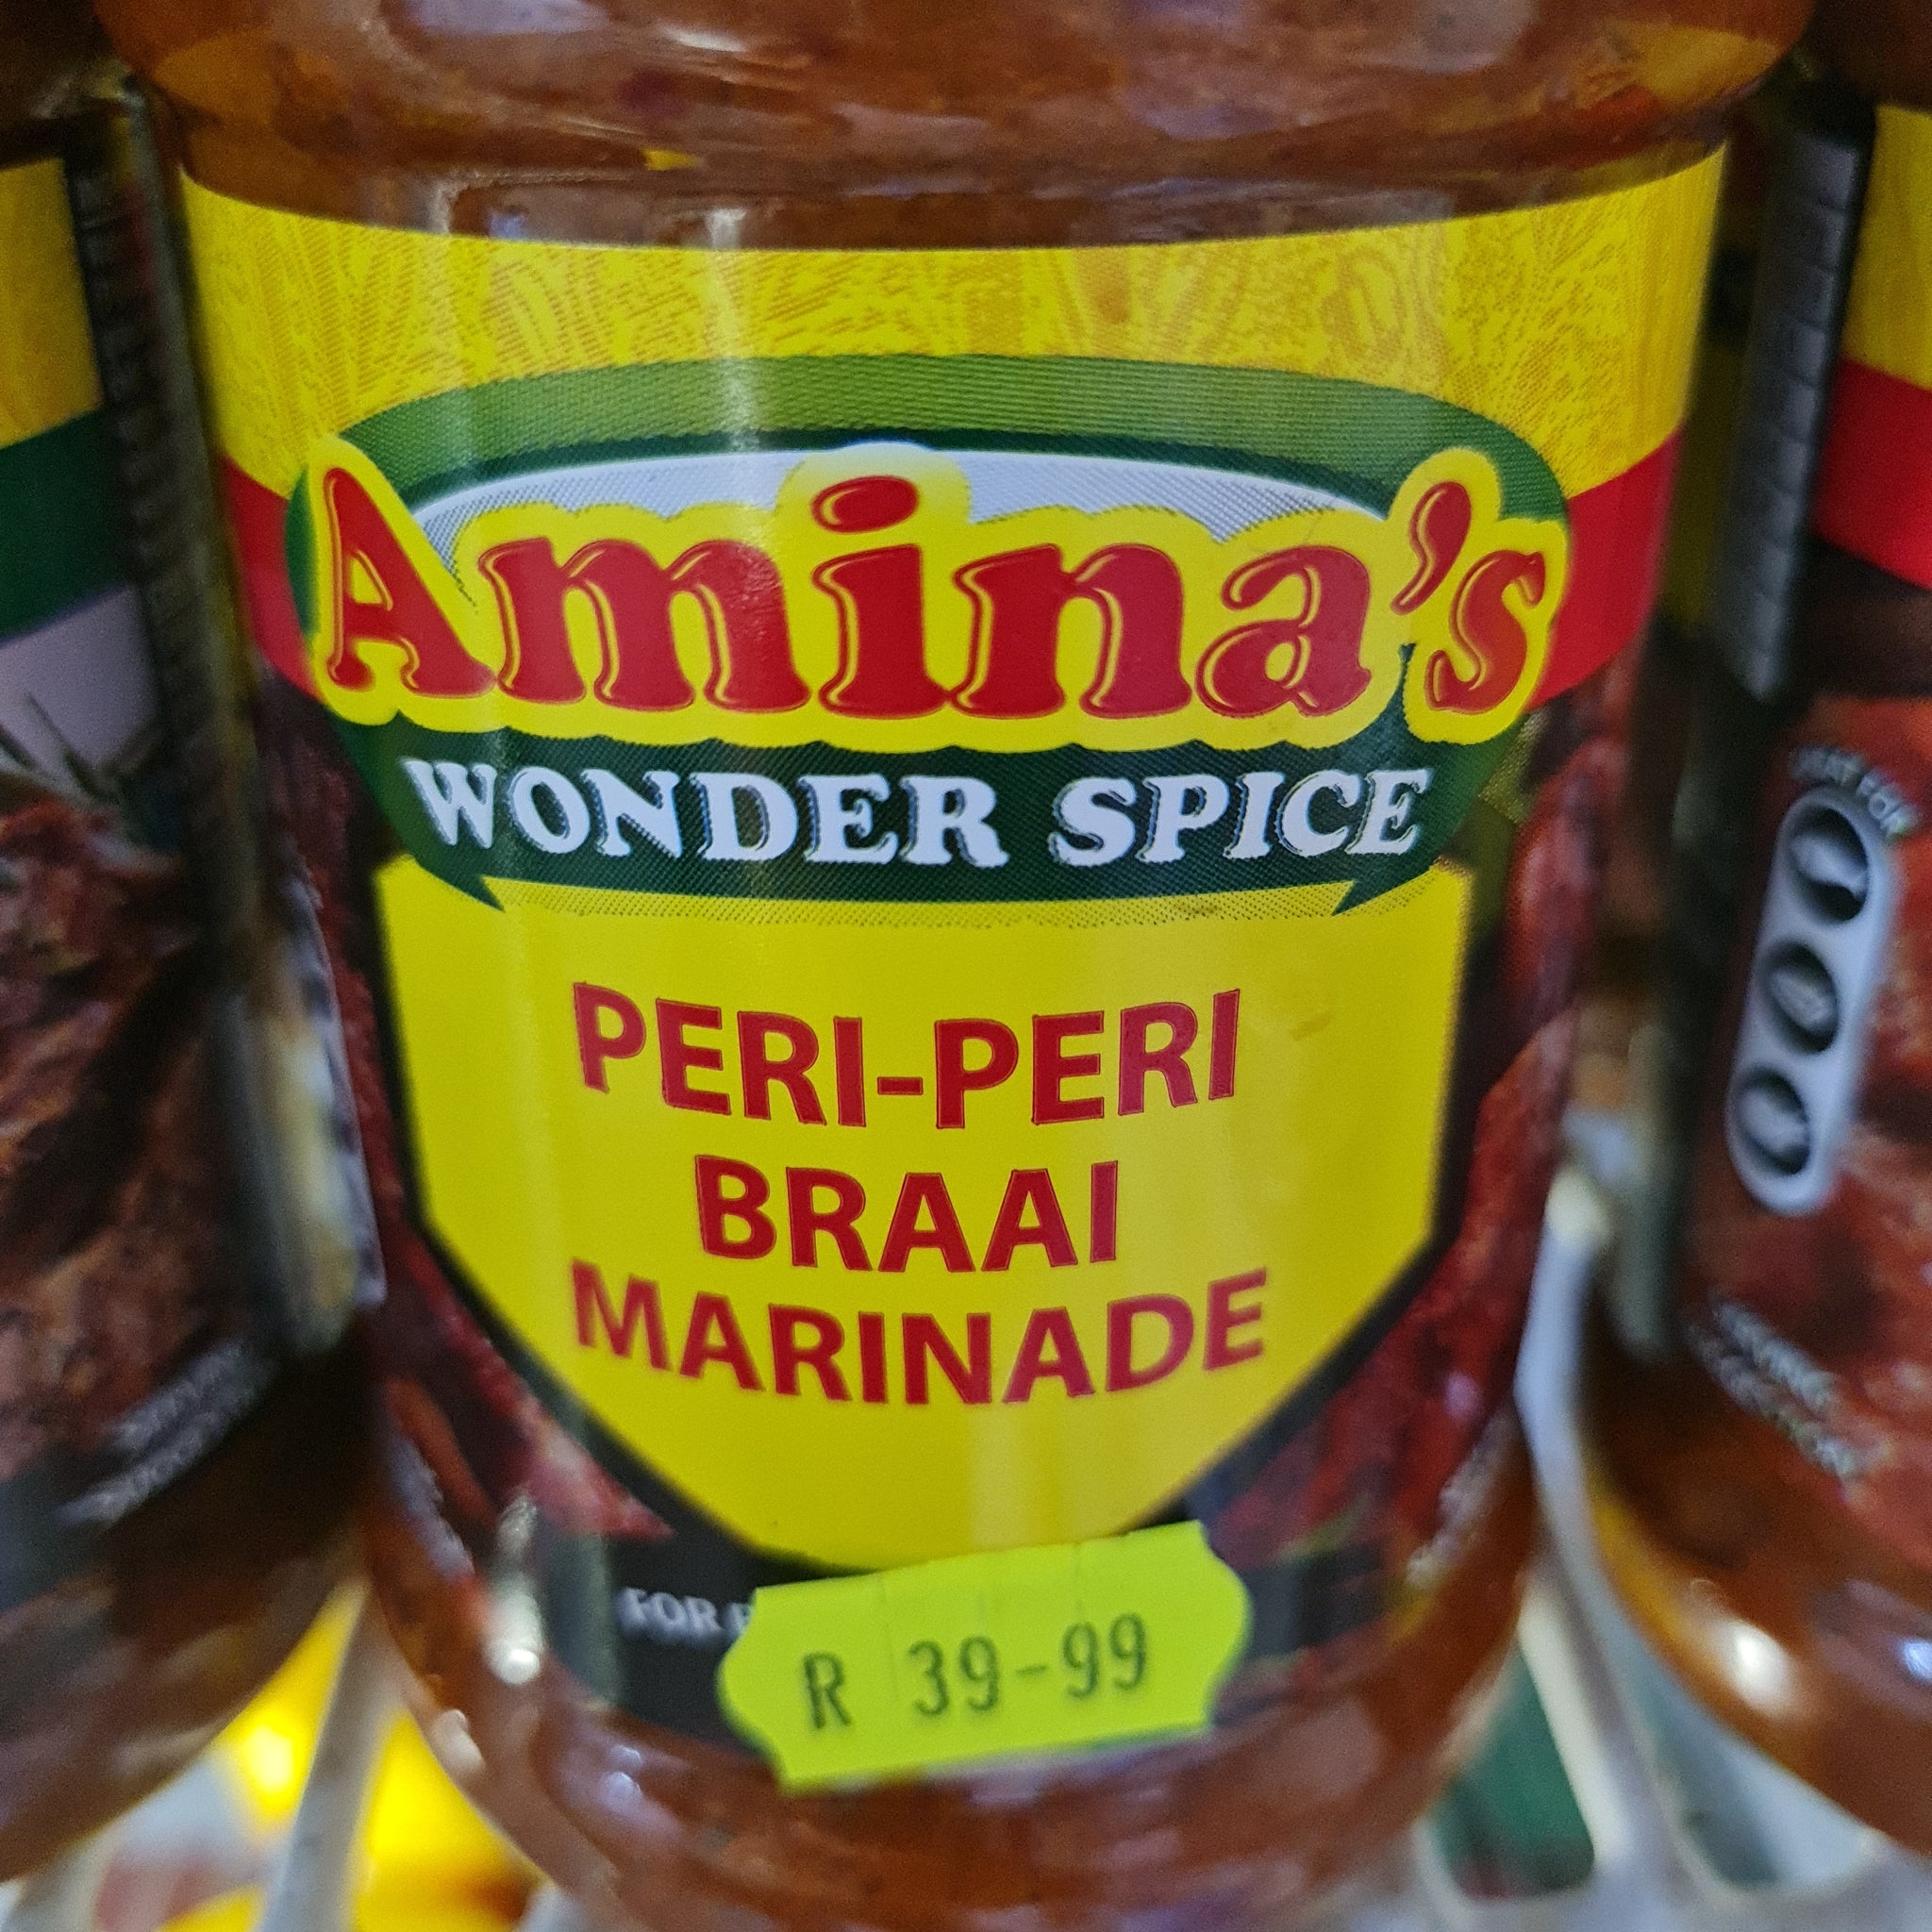 Amina's
WONDER SPICE
PERI-PERI
BRAAI
MARINADE
FOR
R 39-99